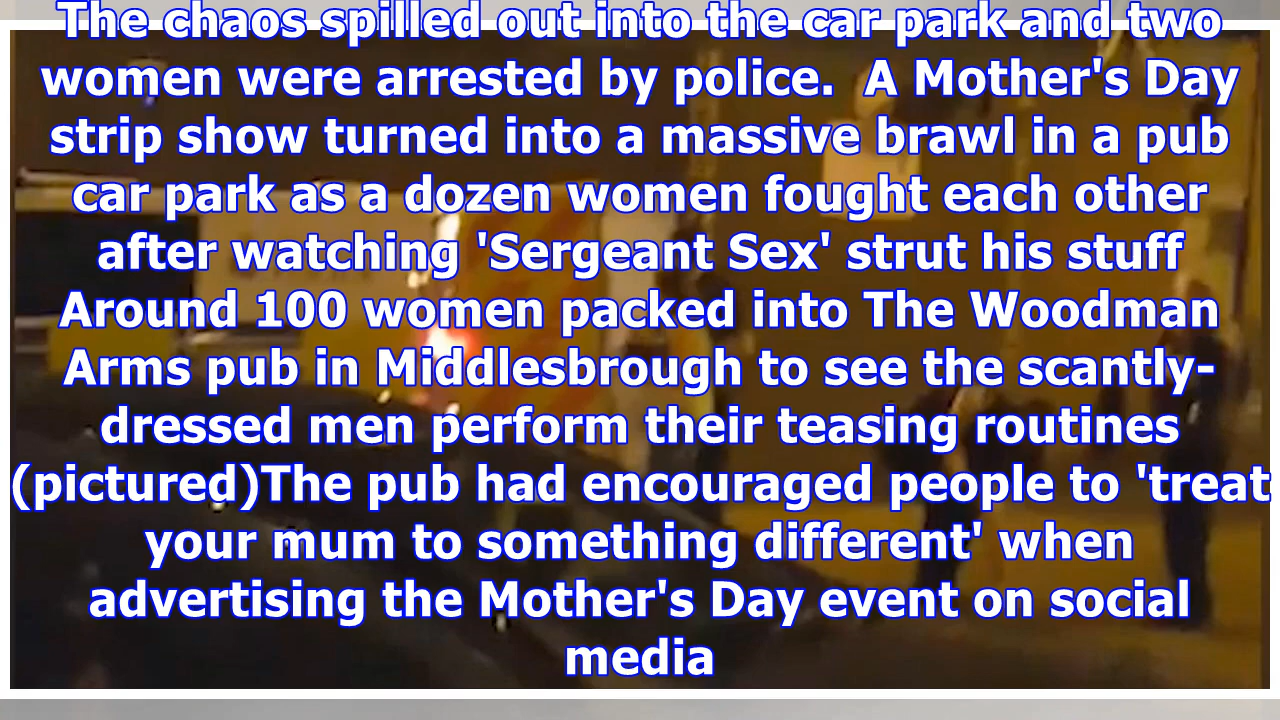 The chaos spilled out into the car park and two
women were arrested by police.  A Mother's Day
strip show turned into a massive brawl in a pub
car park as a dozen women fought each other
after watching 'Sergeant Sex' strut his stuff
Around 100 women packed into The Woodman
Arms pub in Middlesbrough to see the scantly-
dressed men perform their teasing routines
(pictured)The pub had encouraged people to 'treat
your mum to something different' when
advertising the Mother's Day event on social
media